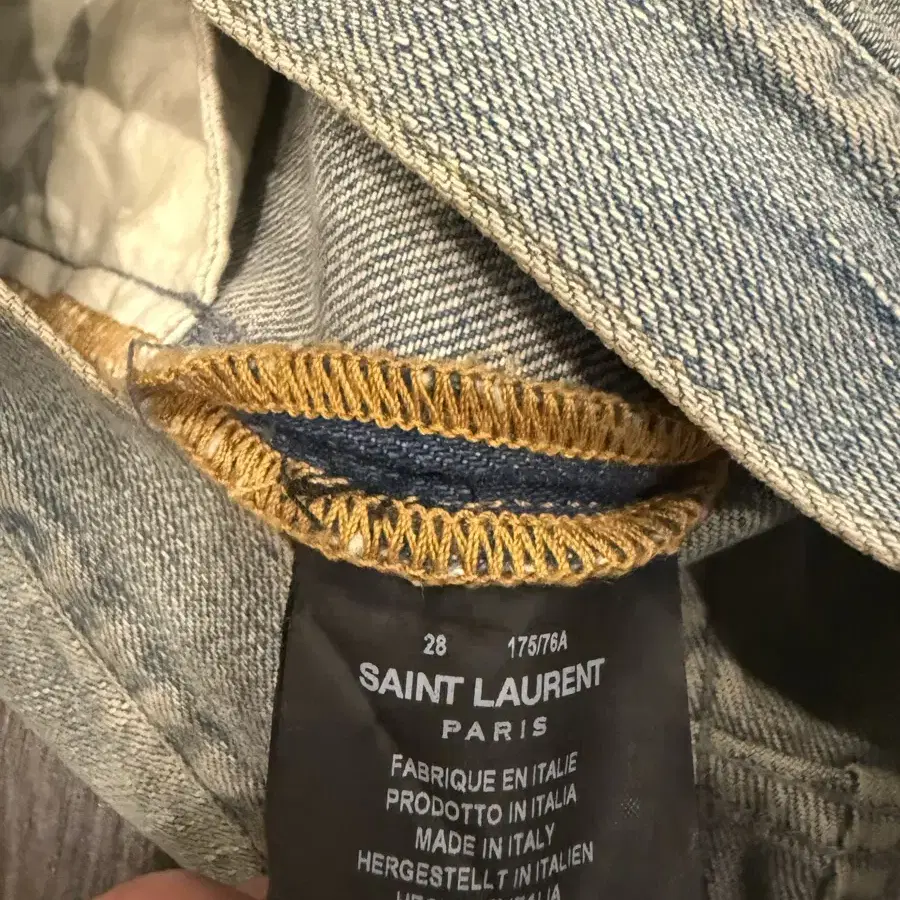 28 175/76A
SAINT LAURENT
PARIS
FABRIQUE EN ITALIE
PRODOTTO IN ITALIA
MADE IN ITALY
HERGESTELLT IN ITALIEN